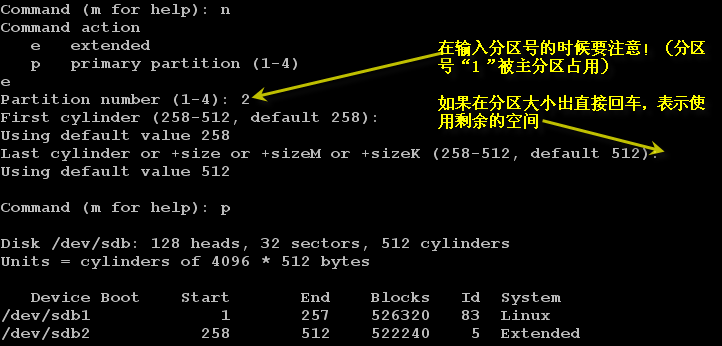 Command (m for help): n
Command action
e   extended
p   primary partition (1-4)
e
Partition number (1-4): 2
First cylinder (258-512, default 258):
Using default value 258
Last cylinder or +size or +sizeM or +sizeK (258-512, default 512):
Using default value 512
在输入分区号的时候要注意!（分区
号“1”被主分区占用）
如果在分区大小出直接回车，表示使
用剩余的空间
Command (m for help): p
Disk /dev/sdb: 128 heads, 32 sectors, 512 cylinders
Units = cylinders of 4096 * 512 bytes
Device Boot      Start         End      Blocks   Id  System
/dev/sdb1               1         257      526320   83  Linux
/dev/sdb2             258         512      522240    5  Extended